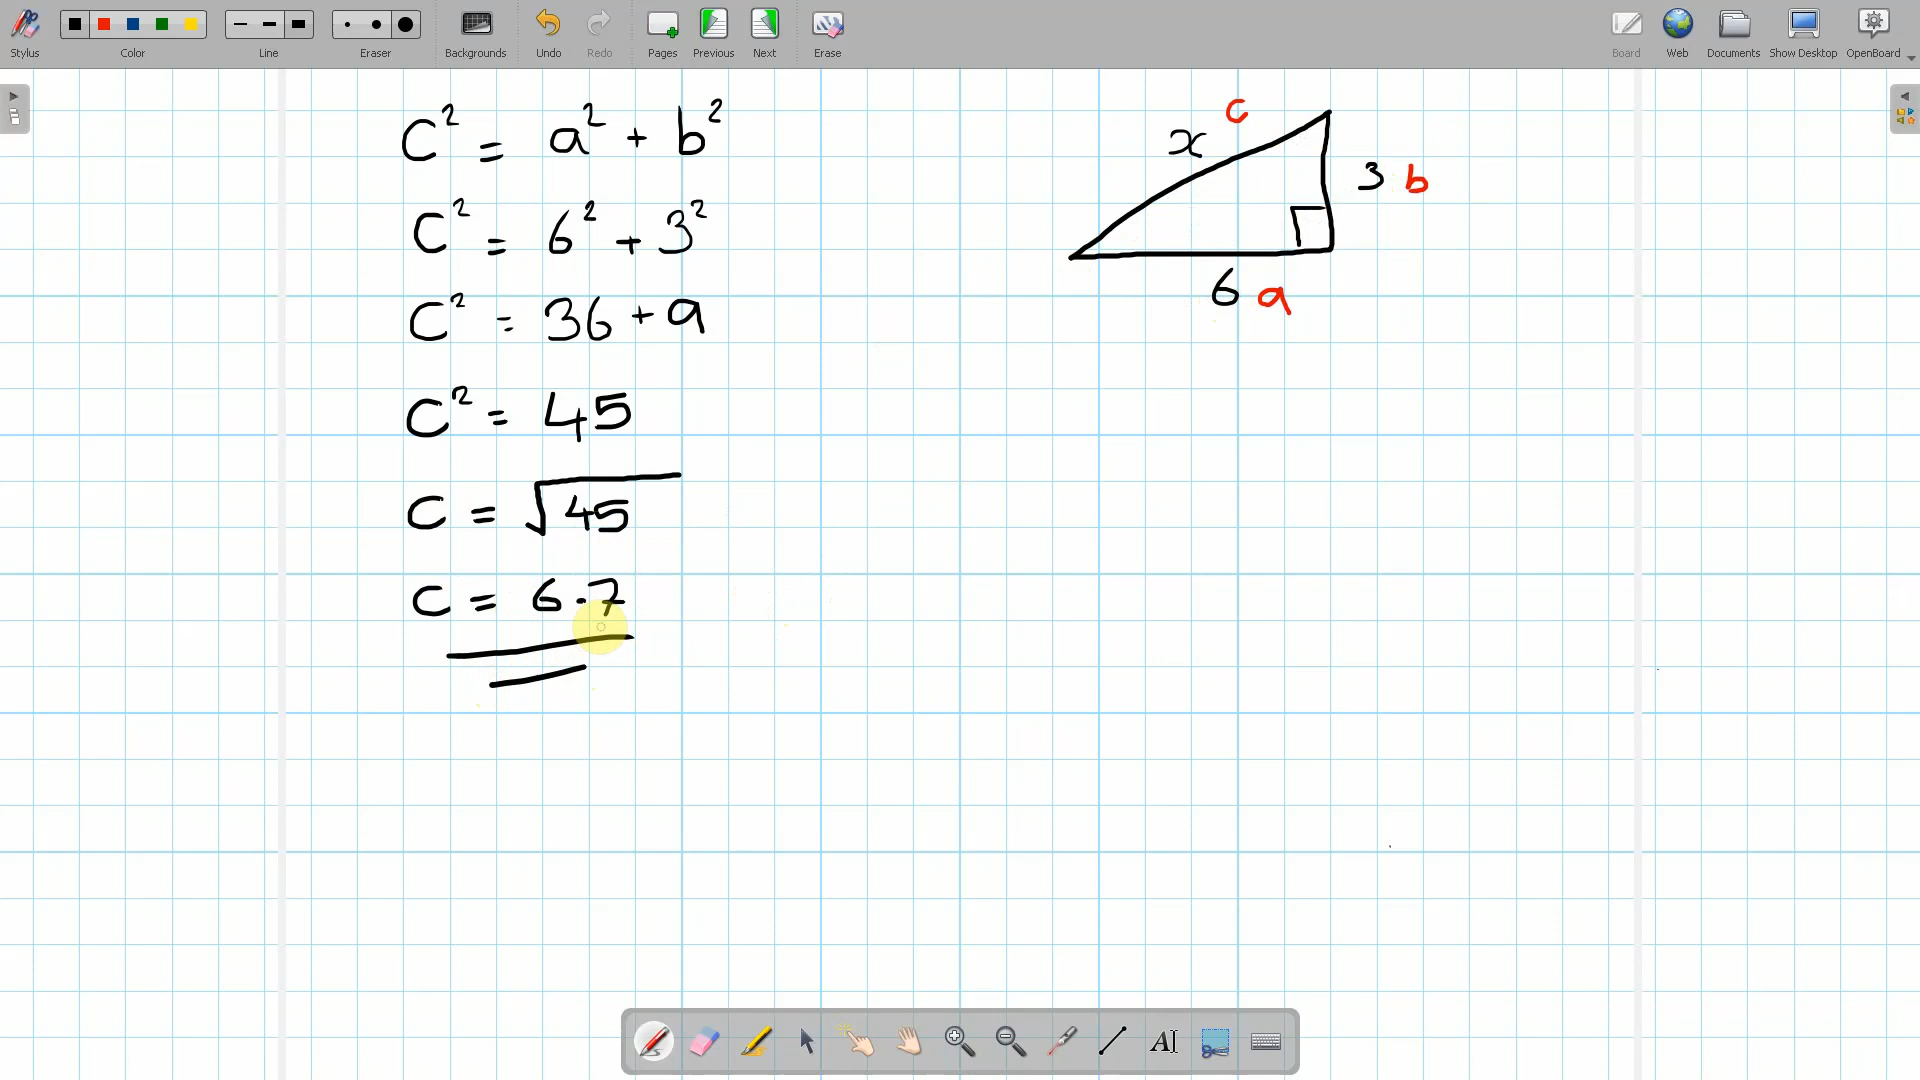 Stylus Color Line Eraser Backgrounds Undo Redo Pages Previous Next Erase Board Web Documents Show Desktop OpenBoard
C² = a² + b²
C² = 6² + 3²
C² = 36 + 9
C² = 45
C = √45
C = 6.7
c
x
3 b
6 a
AI